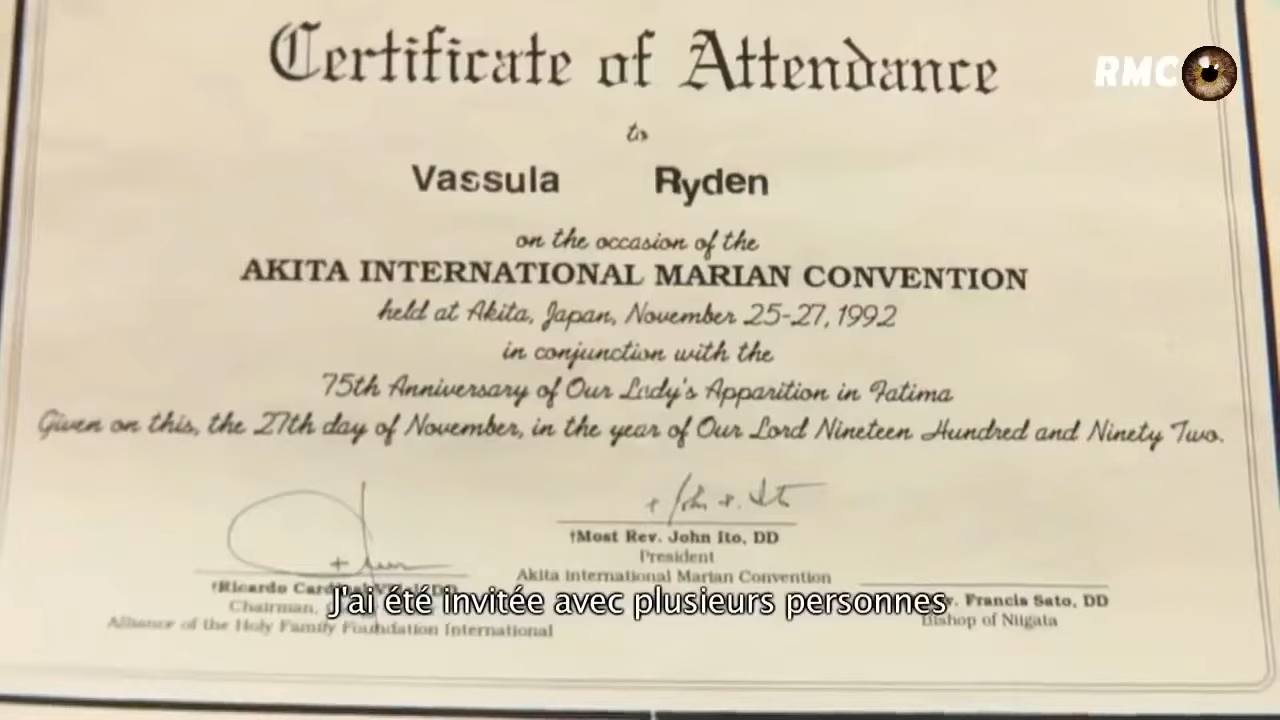 Certificate of Attendance
RMC
to
Vassula Ryden
on the occasion of the
AKITA INTERNATIONAL MARIAN CONVENTION
held at Akita, Japan, November 25-27, 1992
in conjunction with the
75th Anniversary of Our Lady's Apparition in Fatima
Given on this, the 27th day of November, in the year of Our Lord Nineteen Hundred and Ninety Two.
†Most Rev. John Ito, DD
President
Akita International Marian Convention
†Ricardo
Chairman,
Alliance of the Holy Family Foundation International
Francis Sato, DD
Bishop of Niigata
J'ai été invitée avec plusieurs personnes